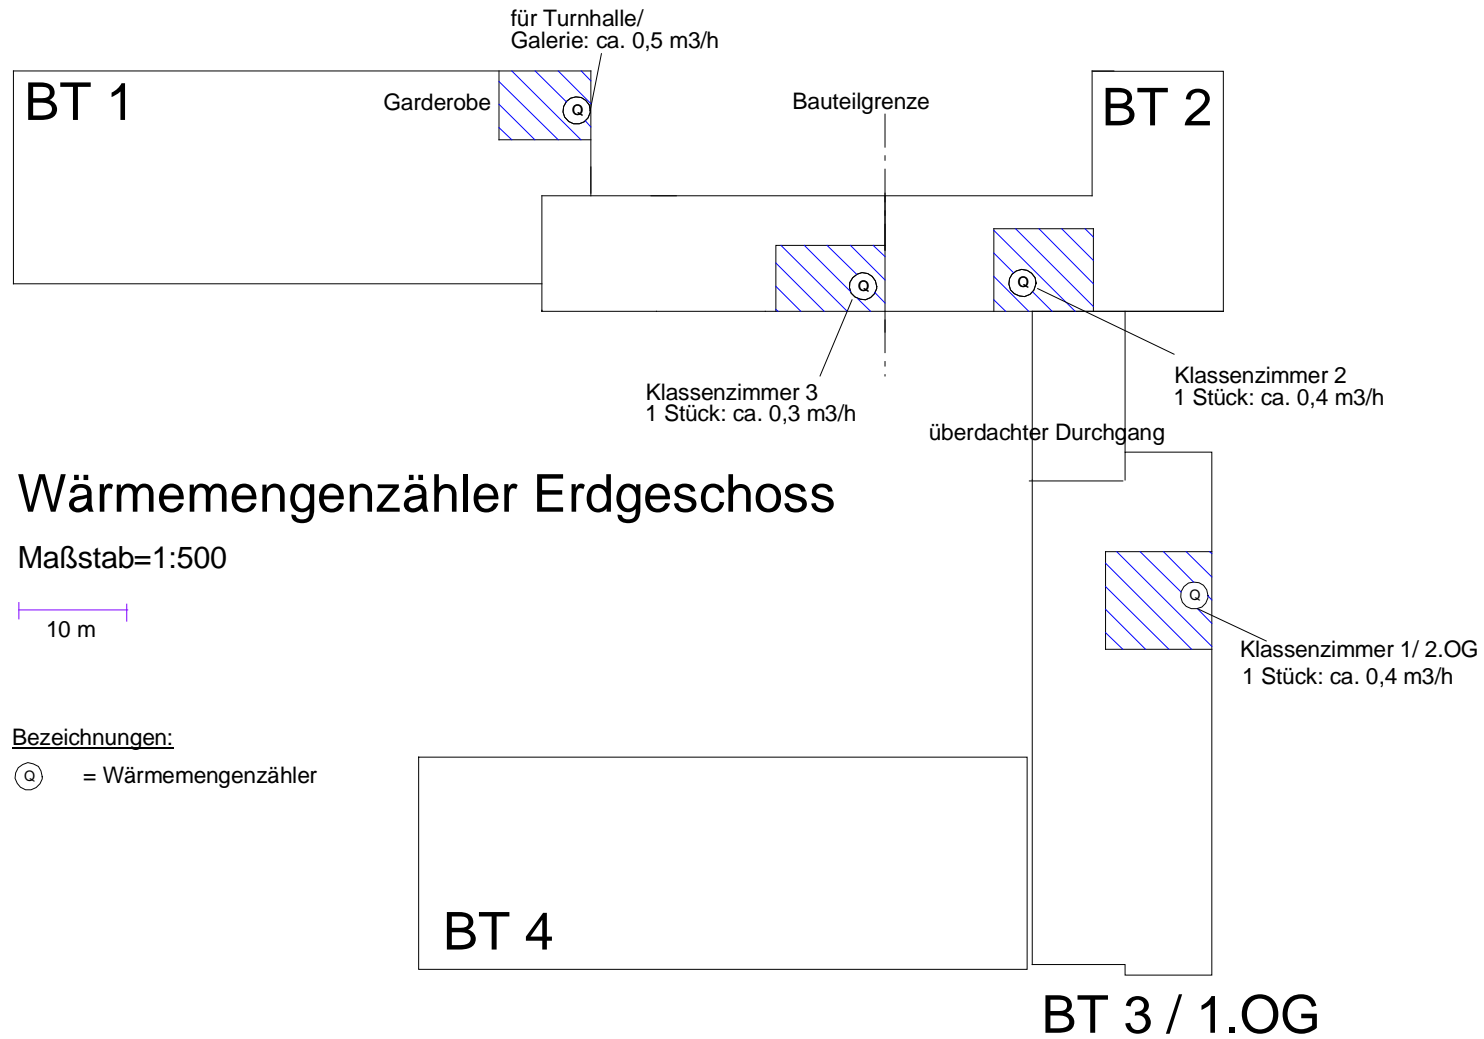 für Turnhalle/
Galerie: ca. 0,5 m3/h
BT 1
Garderobe
Q
Bauteilgrenze
BT 2
Q
Q
Klassenzimmer 3
1 Stück: ca. 0,3 m3/h
Klassenzimmer 2
1 Stück: ca. 0,4 m3/h
überdachter Durchgang
Wärmemengenzähler Erdgeschoss
Maßstab=1:500
10 m
Q
Klassenzimmer 1/ 2.OG
1 Stück: ca. 0,4 m3/h
Bezeichnungen:
Q = Wärmemengenzähler
BT 4
BT 3 / 1.OG